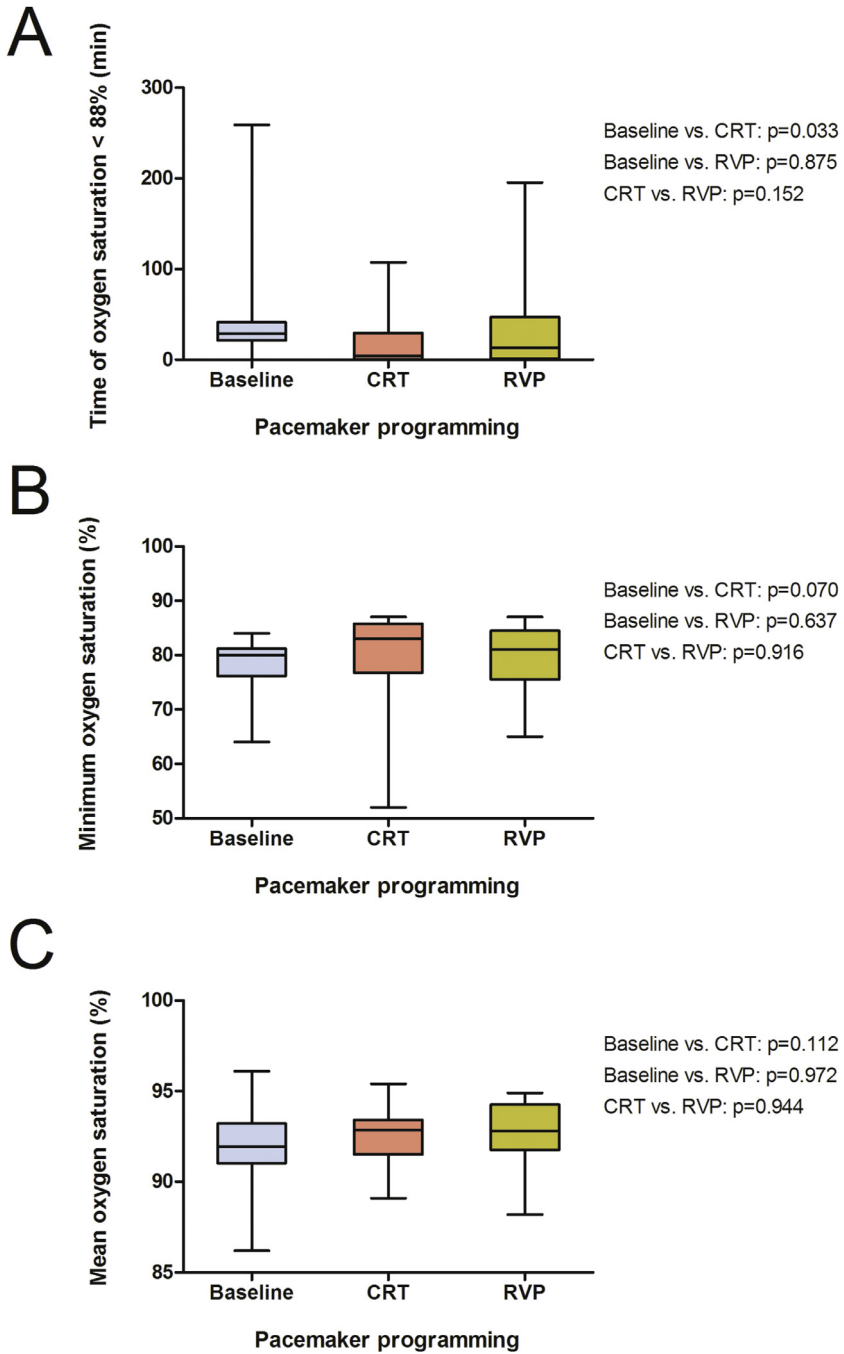 A
Time of oxygen saturation < 88% (min)
300
200
100
0
Baseline CRT RVP
Pacemaker programming
Baseline vs. CRT: p=0.033
Baseline vs. RVP: p=0.875
CRT vs. RVP: p=0.152
B
Minimum oxygen saturation (%)
100
90
80
70
60
50
Baseline CRT RVP
Pacemaker programming
Baseline vs. CRT: p=0.070
Baseline vs. RVP: p=0.637
CRT vs. RVP: p=0.916
C
Mean oxygen saturation (%)
100
95
90
85
Baseline CRT RVP
Pacemaker programming
Baseline vs. CRT: p=0.112
Baseline vs. RVP: p=0.972
CRT vs. RVP: p=0.944